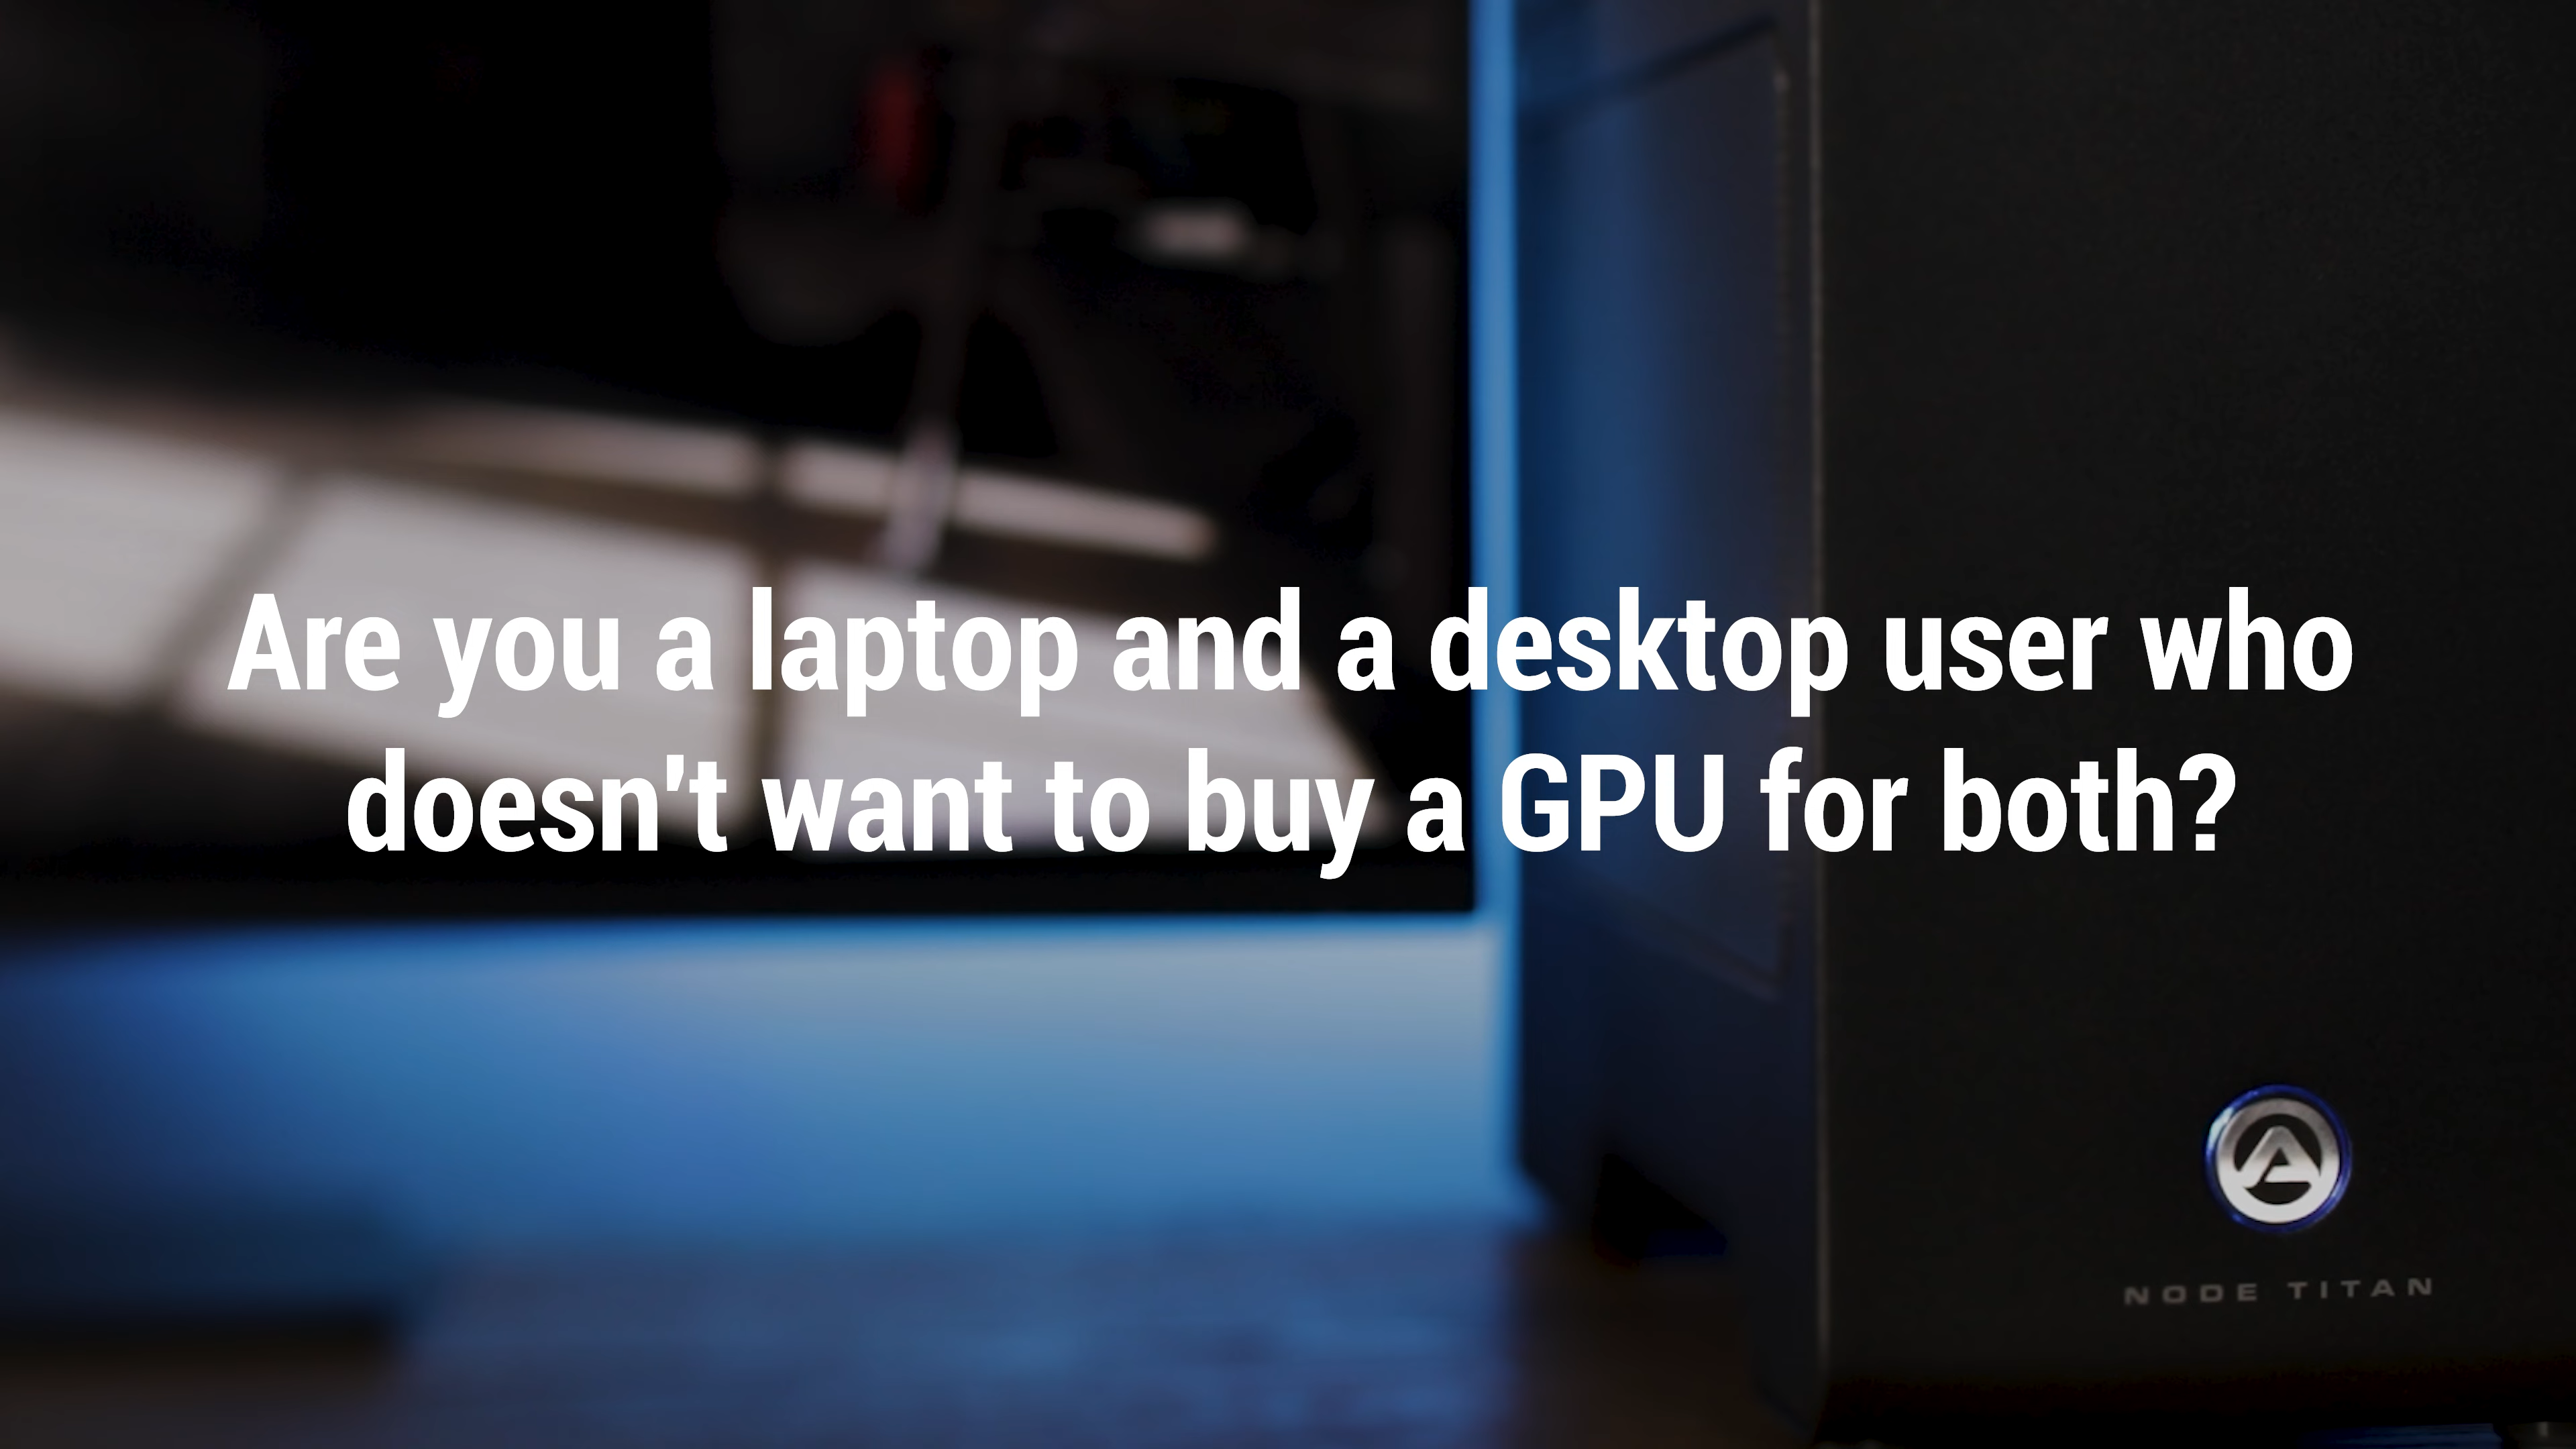 Are you a laptop and a desktop user who
doesn't want to buy a GPU for both?
NODE TITAN